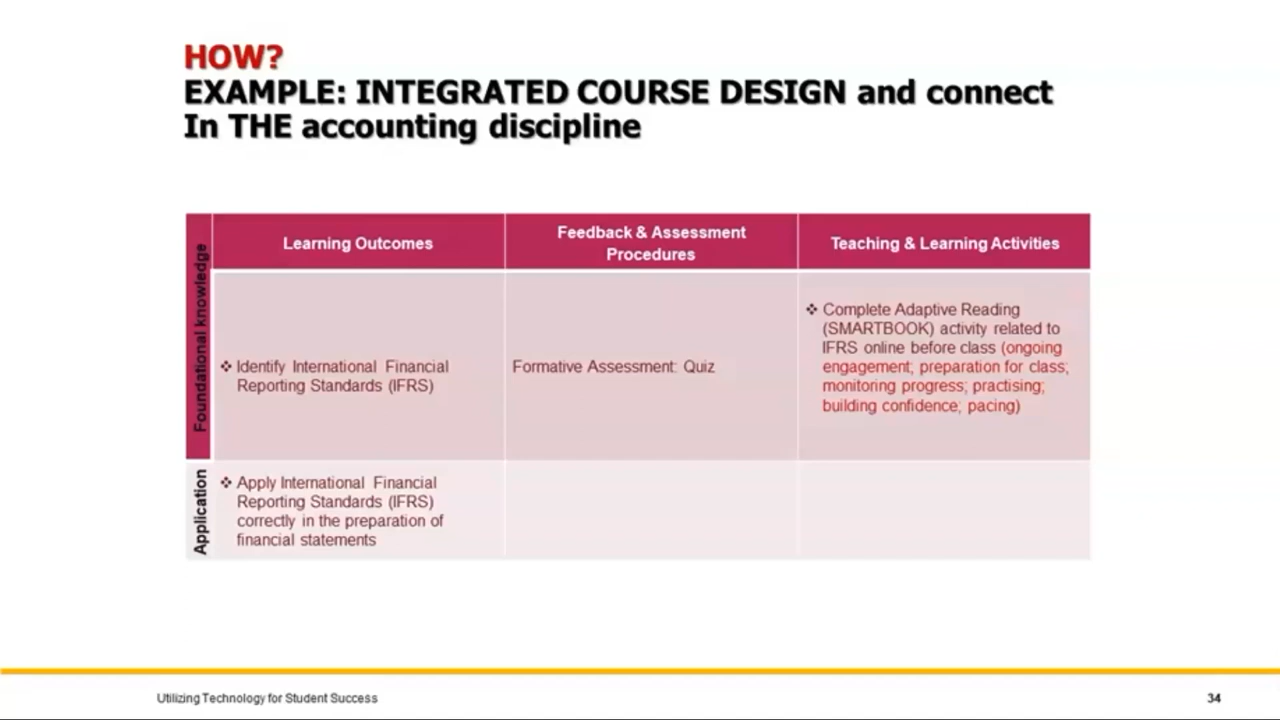 HOW?
EXAMPLE: INTEGRATED COURSE DESIGN and connect
In THE accounting discipline
Foundational knowledge
Learning Outcomes
Feedback & Assessment
Procedures
Teaching & Learning Activities
❖ Identify International Financial
Reporting Standards (IFRS)
Formative Assessment: Quiz
❖ Complete Adaptive Reading
(SMARTBOOK) activity related to
IFRS online before class (ongoing
engagement; preparation for class;
monitoring progress; practising;
building confidence; pacing)
Application
❖ Apply International Financial
Reporting Standards (IFRS)
correctly in the preparation of
financial statements
Utilizing Technology for Student Success
34